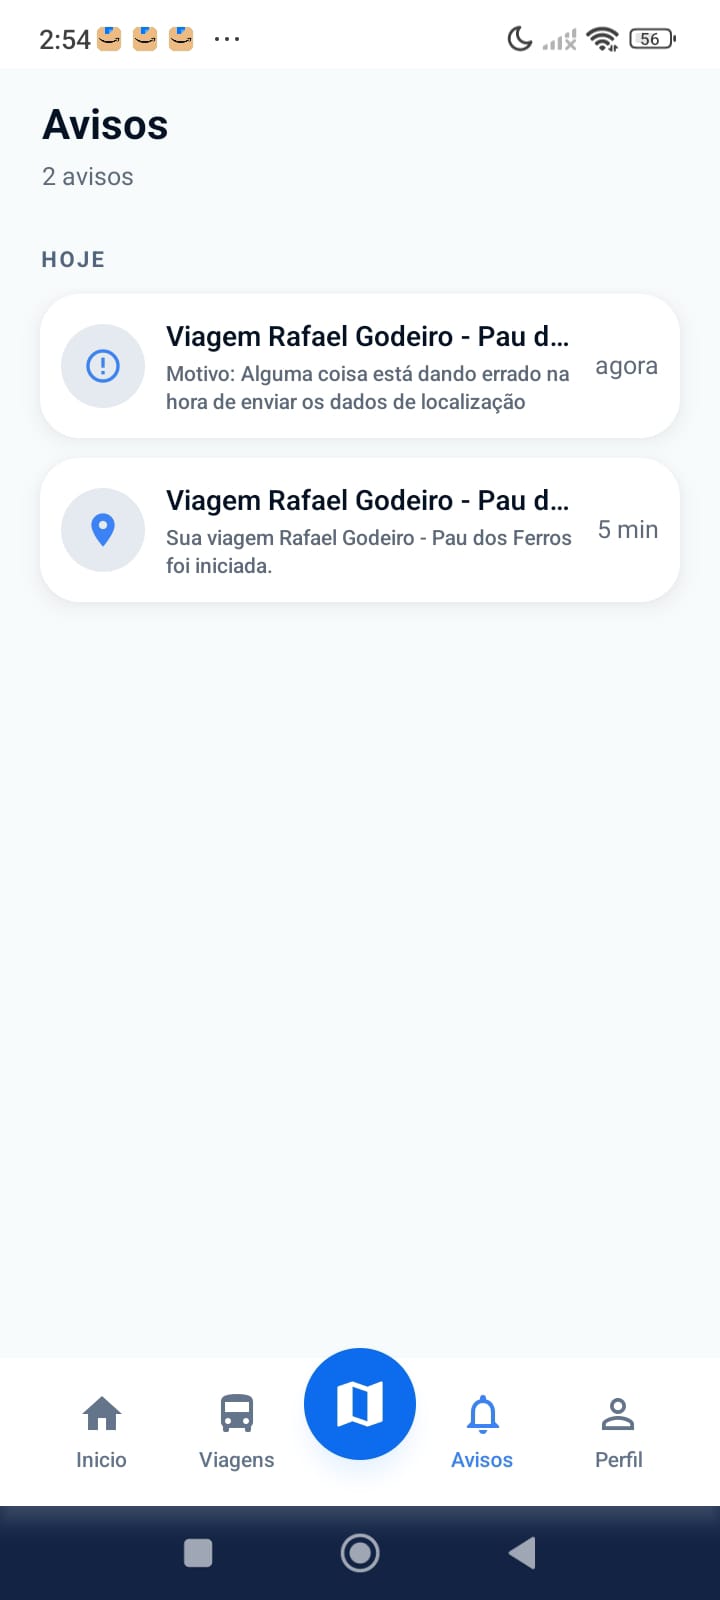 2:54
56
Avisos
2 avisos
HOJE
Viagem Rafael Godeiro - Pau d...
Motivo: Alguma coisa está dando errado na
hora de enviar os dados de localização
agora
Viagem Rafael Godeiro - Pau d...
Sua viagem Rafael Godeiro - Pau dos Ferros
foi iniciada.
5 min
Inicio
Viagens
Avisos
Perfil